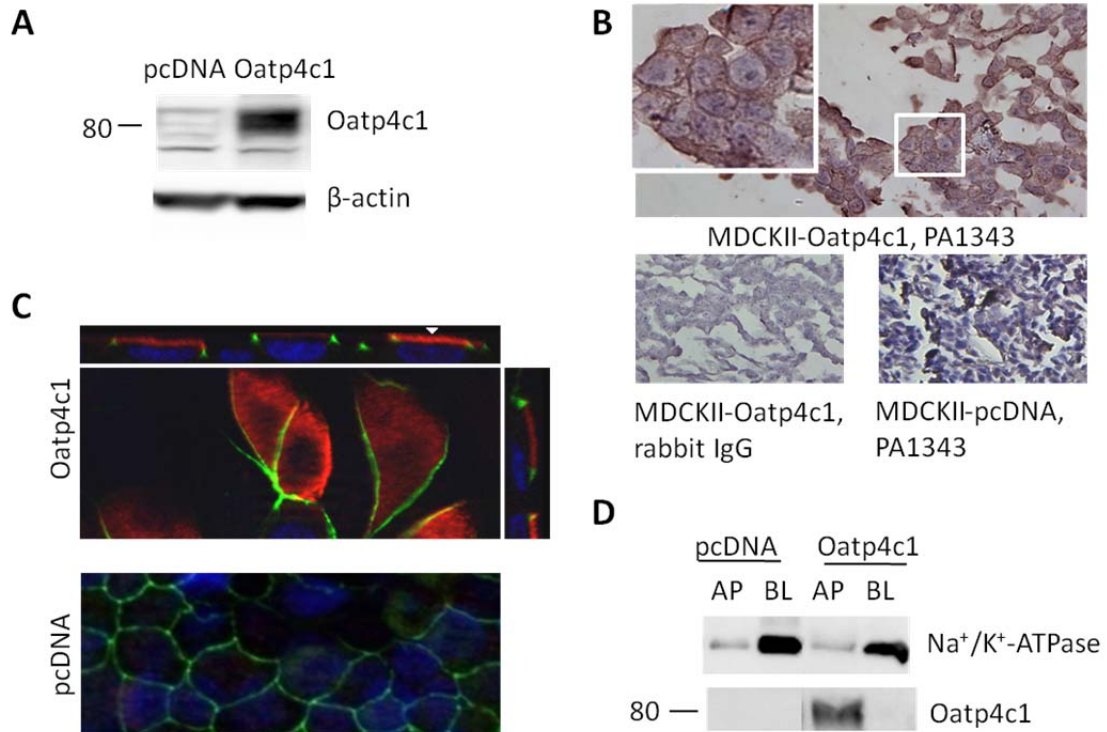 A
pcDNA Oatp4c1
80
Oatp4c1
β-actin
B
MDCKII-Oatp4c1, PA1343
MDCKII-Oatp4c1,
rabbit IgG
MDCKII-pcDNA,
PA1343
C
Oatp4c1
pcDNA
D
pcDNA Oatp4c1
AP BL AP BL
Na⁺/K⁺-ATPase
80
Oatp4c1